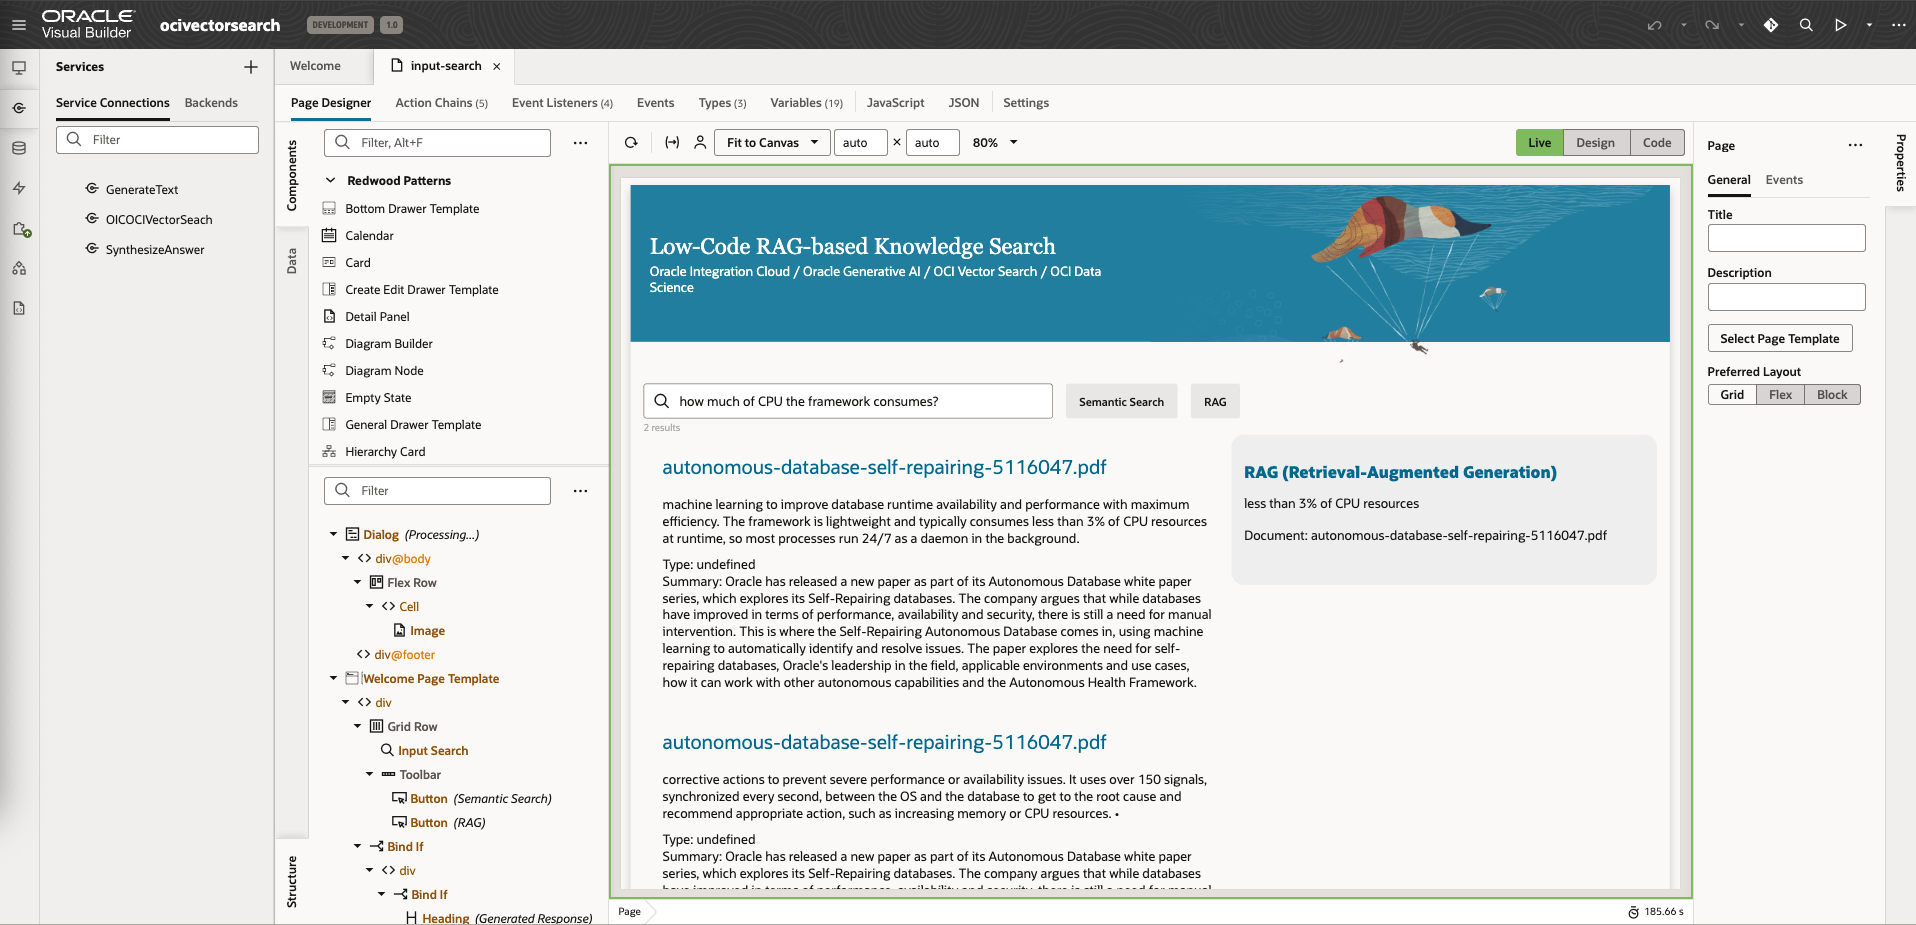 ORACLE
Visual Builder
ocivectorsearch
DEVELOPMENT
1.0
Services
Service Connections
Backends
Filter
GenerateText
OICOCIVectorSeach
SynthesizeAnswer
Welcome
input-search
Page Designer
Action Chains (5)
Event Listeners (4)
Events
Types (3)
Variables (19)
JavaScript
JSON
Settings
Components
Data
Filter, Alt+F
Redwood Patterns
Bottom Drawer Template
Calendar
Card
Create Edit Drawer Template
Detail Panel
Diagram Builder
Diagram Node
Empty State
General Drawer Template
Hierarchy Card
Structure
Filter
Dialog (Processing...)
div@body
Flex Row
Cell
Image
div@footer
Welcome Page Template
div
Grid Row
Input Search
Toolbar
Button (Semantic Search)
Button (RAG)
Bind If
div
Bind If
Heading (Generated Response)
Fit to Canvas
auto
×
auto
80%
Live
Design
Code
Low-Code RAG-based Knowledge Search
Oracle Integration Cloud / Oracle Generative AI / OCI Vector Search / OCI Data
Science
how much of CPU the framework consumes?
Semantic Search
RAG
2 results
autonomous-database-self-repairing-5116047.pdf
machine learning to improve database runtime availability and performance with maximum
efficiency. The framework is lightweight and typically consumes less than 3% of CPU resources
at runtime, so most processes run 24/7 as a daemon in the background.
Type: undefined
Summary: Oracle has released a new paper as part of its Autonomous Database white paper
series, which explores its Self-Repairing databases. The company argues that while databases
have improved in terms of performance, availability and security, there is still a need for manual
intervention. This is where the Self-Repairing Autonomous Database comes in, using machine
learning to automatically identify and resolve issues. The paper explores the need for self-
repairing databases, Oracle's leadership in the field, applicable environments and use cases,
how it can work with other autonomous capabilities and the Autonomous Health Framework.
autonomous-database-self-repairing-5116047.pdf
corrective actions to prevent severe performance or availability issues. It uses over 150 signals,
synchronized every second, between the OS and the database to get to the root cause and
recommend appropriate action, such as increasing memory or CPU resources. •
Type: undefined
Summary: Oracle has released a new paper as part of its Autonomous Database white paper
series, which explores its Self-Repairing databases. The company argues that while databases
have improved in terms of performance, availability and security, there is still a need for manual
RAG (Retrieval-Augmented Generation)
less than 3% of CPU resources
Document: autonomous-database-self-repairing-5116047.pdf
Page
185.66 s
Page
General
Events
Title
Description
Select Page Template
Preferred Layout
Grid
Flex
Block
Properties